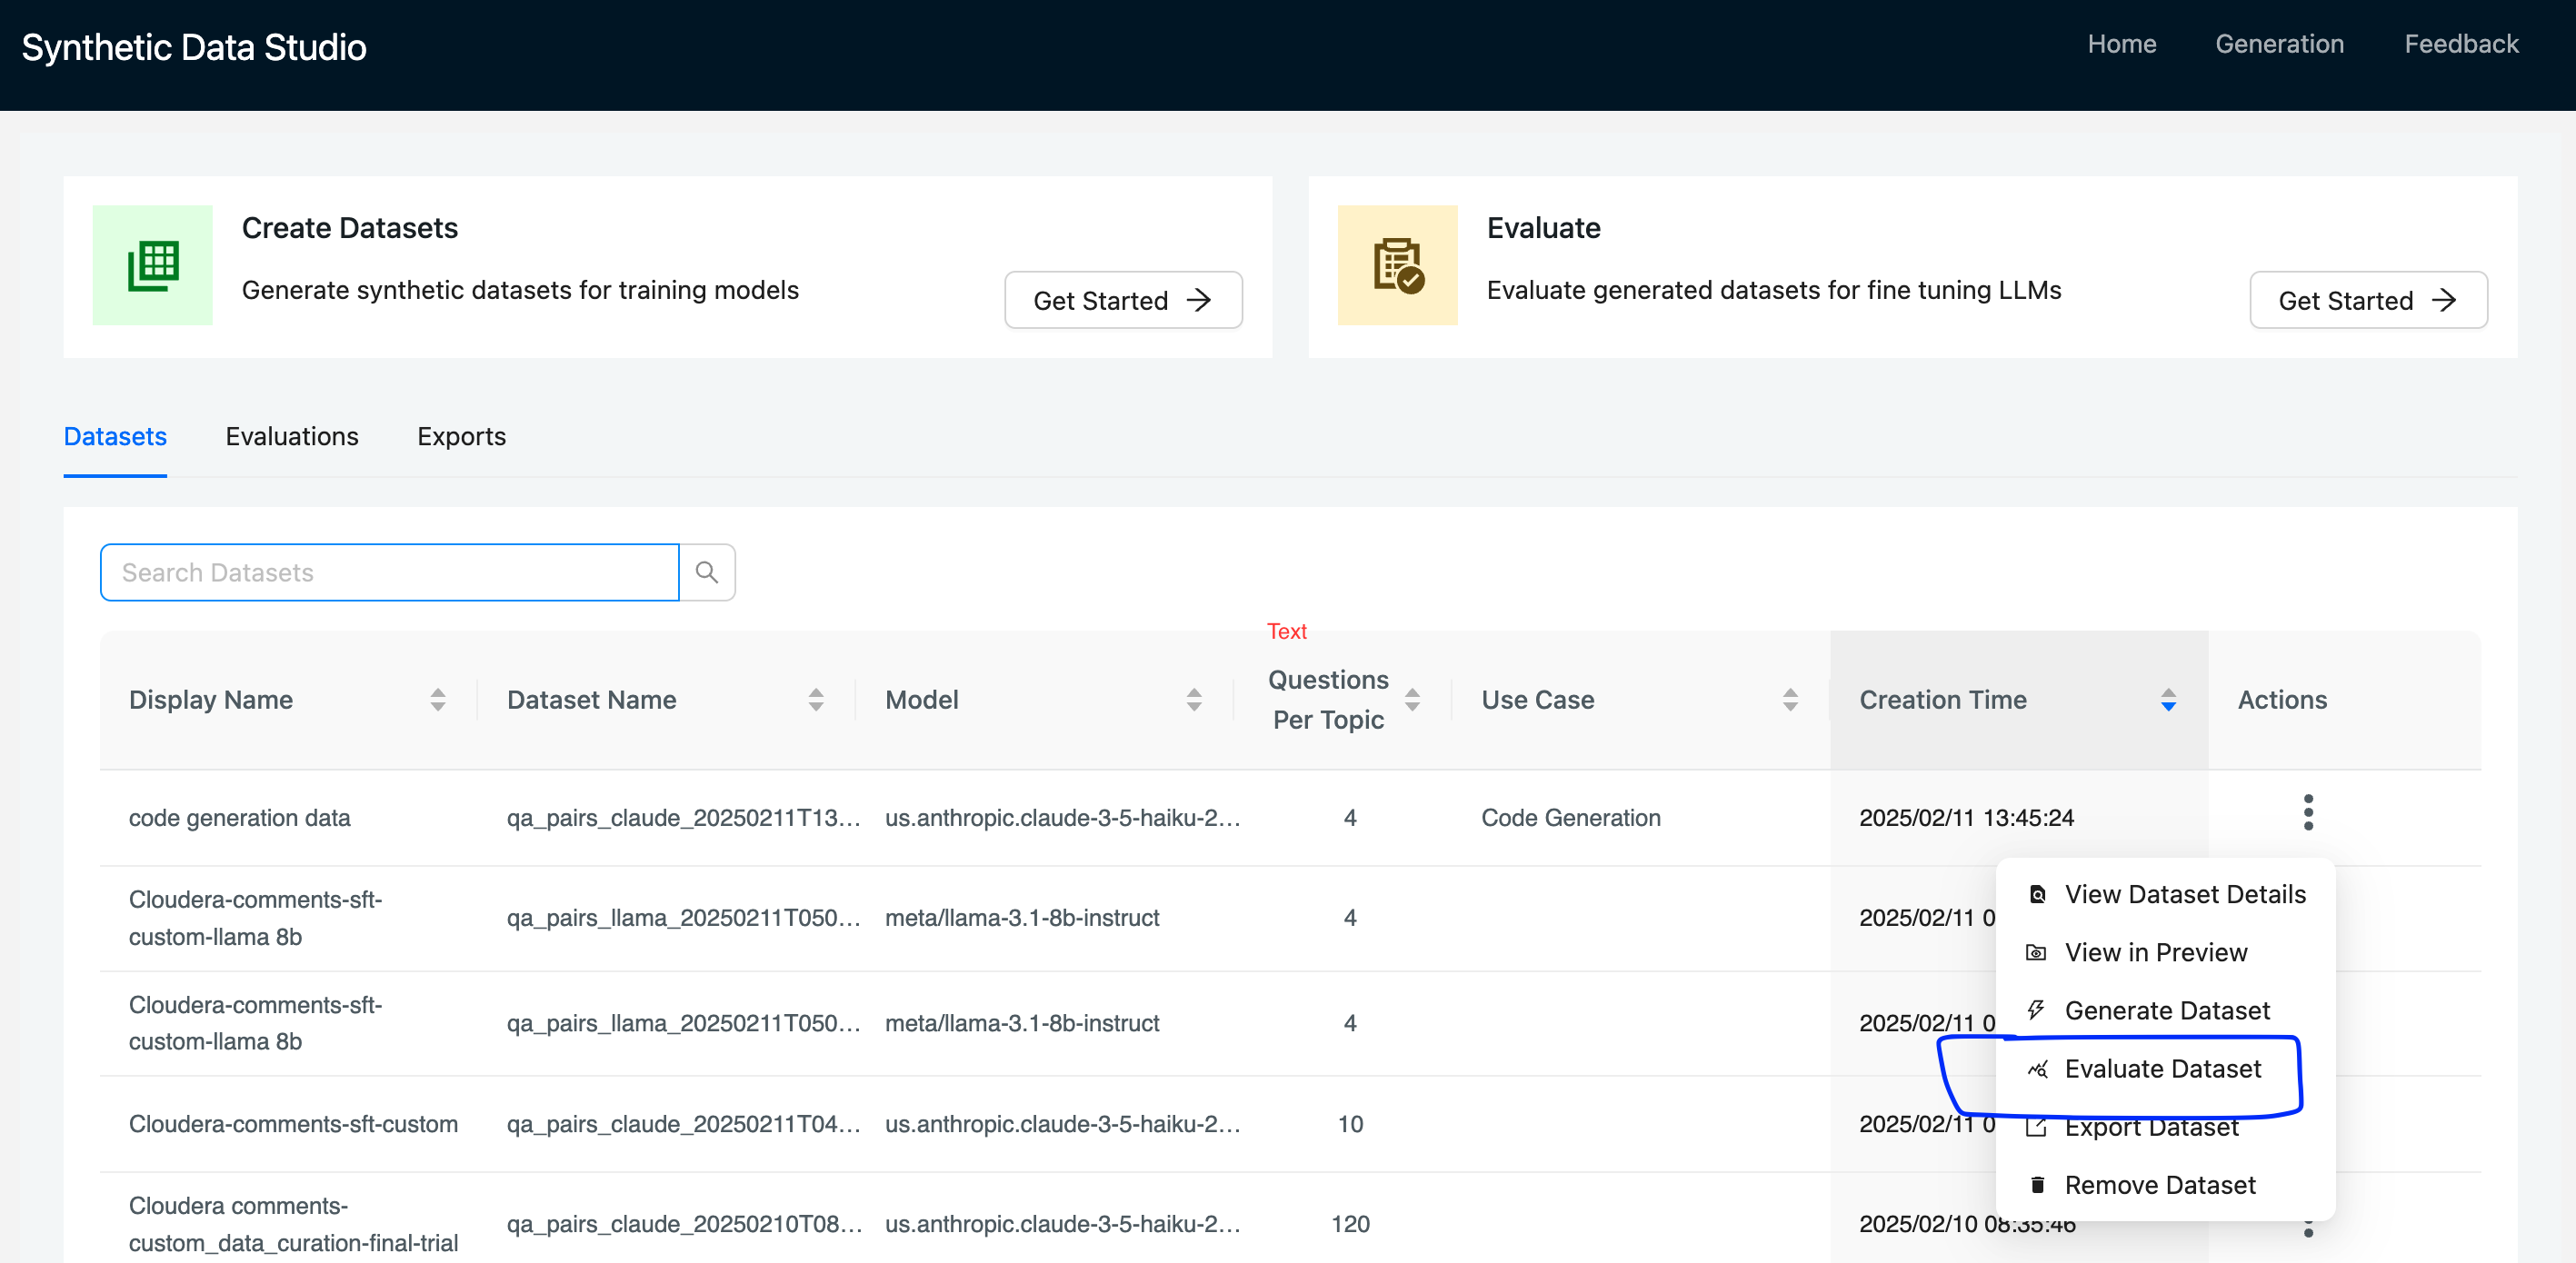 Synthetic Data Studio
Home Generation Feedback
Create Datasets
Generate synthetic datasets for training models
Get Started
Evaluate
Evaluate generated datasets for fine tuning LLMs
Get Started
Datasets Evaluations Exports
Search Datasets
Text
Display Name Dataset Name Model Questions Per Topic Use Case Creation Time Actions
code generation data qa_pairs_claude_20250211T13... us.anthropic.claude-3-5-haiku-2... 4 Code Generation 2025/02/11 13:45:24
Cloudera-comments-sft-
custom-llama 8b
qa_pairs_llama_20250211T050... meta/llama-3.1-8b-instruct 4 2025/02/11 0
Cloudera-comments-sft-
custom-llama 8b
qa_pairs_llama_20250211T050... meta/llama-3.1-8b-instruct 4 2025/02/11 0
Cloudera-comments-sft-custom qa_pairs_claude_20250211T04... us.anthropic.claude-3-5-haiku-2... 10 2025/02/11 0
Cloudera comments-
custom_data_curation-final-trial
qa_pairs_claude_20250210T08... us.anthropic.claude-3-5-haiku-2... 120 2025/02/10 08:35:46
View Dataset Details
View in Preview
Generate Dataset
Evaluate Dataset
Export Dataset
Remove Dataset